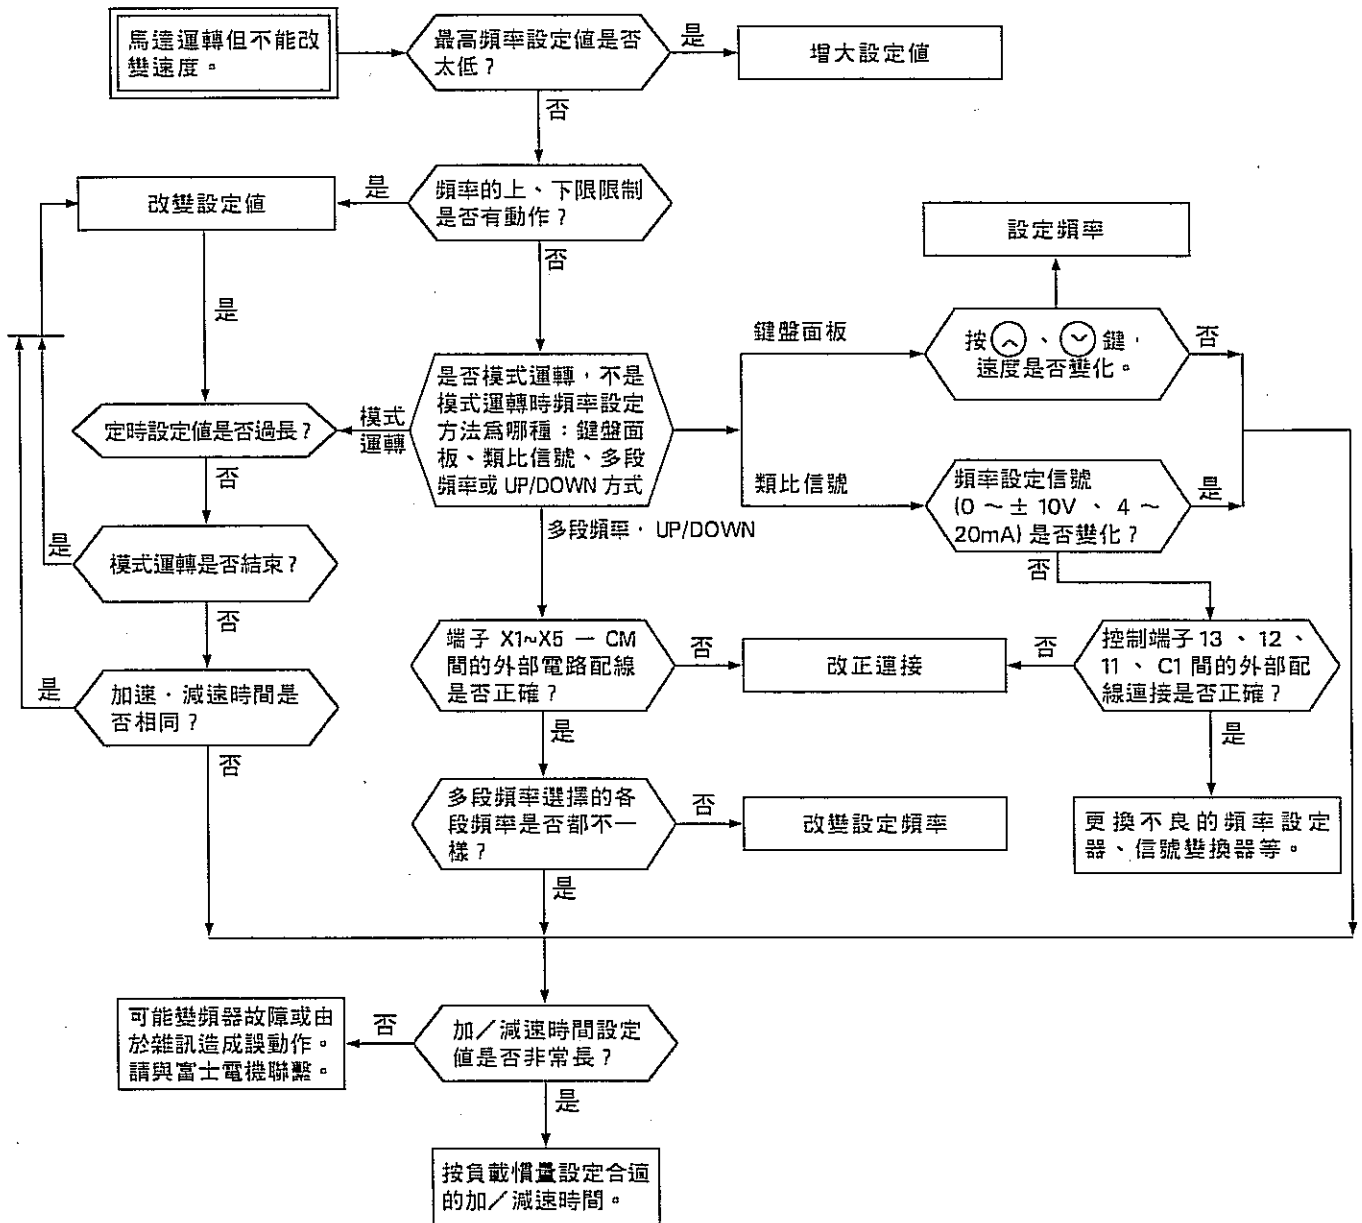 馬達運轉但不能改
變速度。
最高頻率設定值是否
太低？
是
增大設定值
否
頻率的上、下限限制
是否有動作？
是
改變設定值
否
是
設定頻率
鍵盤面板
按 、 鍵，
速度是否變化。
否
是否模式運轉，不是
模式運轉時頻率設定
方法為哪種：鍵盤面
板、類比信號、多段
頻率或 UP/DOWN 方式
模式
運轉
定時設定值是否過長？
否
類比信號
頻率設定信號
(0 ～ ± 10V 、 4 ～
20mA) 是否變化？
是
否
多段頻率，UP/DOWN
是
模式運轉是否結束？
否
端子 X1~X5 一 CM
間的外部電路配線
是否正確？
否
改正連接
否
控制端子 13 、 12 、
11 、 C1 間的外部配
線連接是否正確？
是
是
加速．減速時間是
否相同？
否
是
多段頻率選擇的各
段頻率是否都不一
樣？
否
改變設定頻率
更換不良的頻率設定
器、信號變換器等。
是
可能變頻器故障或由
於雜訊造成誤動作。
請與富士電機聯繫。
否
加／減速時間設定
值是否非常長？
是
按負載慣量設定合適
的加／減速時間。